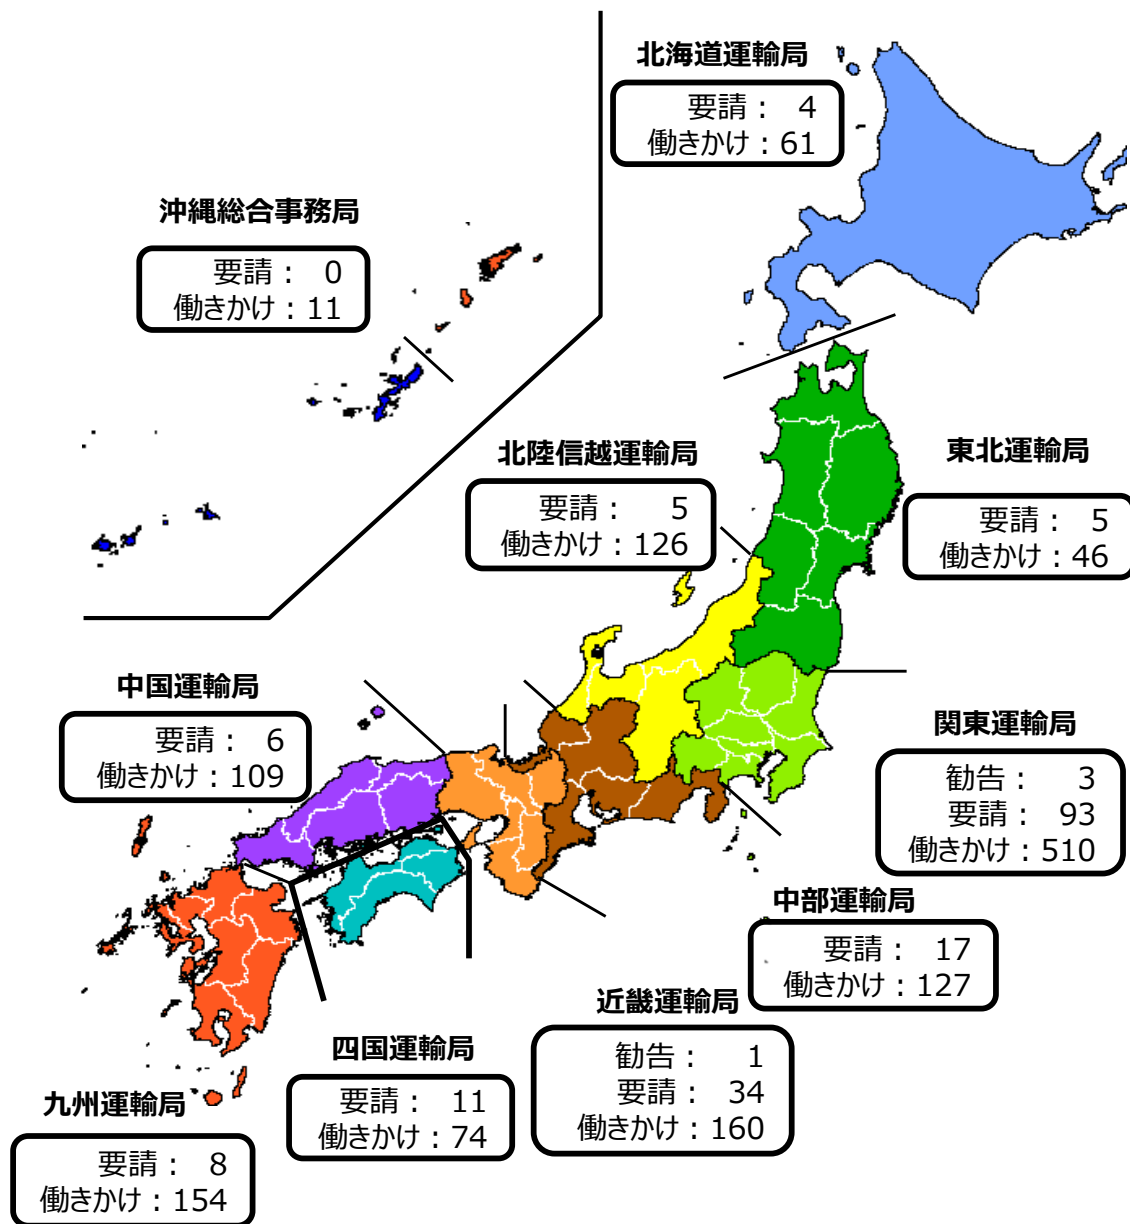 北海道運輸局
要請： 4
働きかけ：61
沖縄総合事務局
要請： 0
働きかけ：11
北陸信越運輸局
要請： 5
働きかけ：126
東北運輸局
要請： 5
働きかけ：46
中国運輸局
要請： 6
働きかけ：109
関東運輸局
勧告： 3
要請： 93
働きかけ：510
中部運輸局
要請： 17
働きかけ：127
近畿運輸局
勧告： 1
要請： 34
働きかけ：160
四国運輸局
要請： 11
働きかけ：74
九州運輸局
要請： 8
働きかけ：154